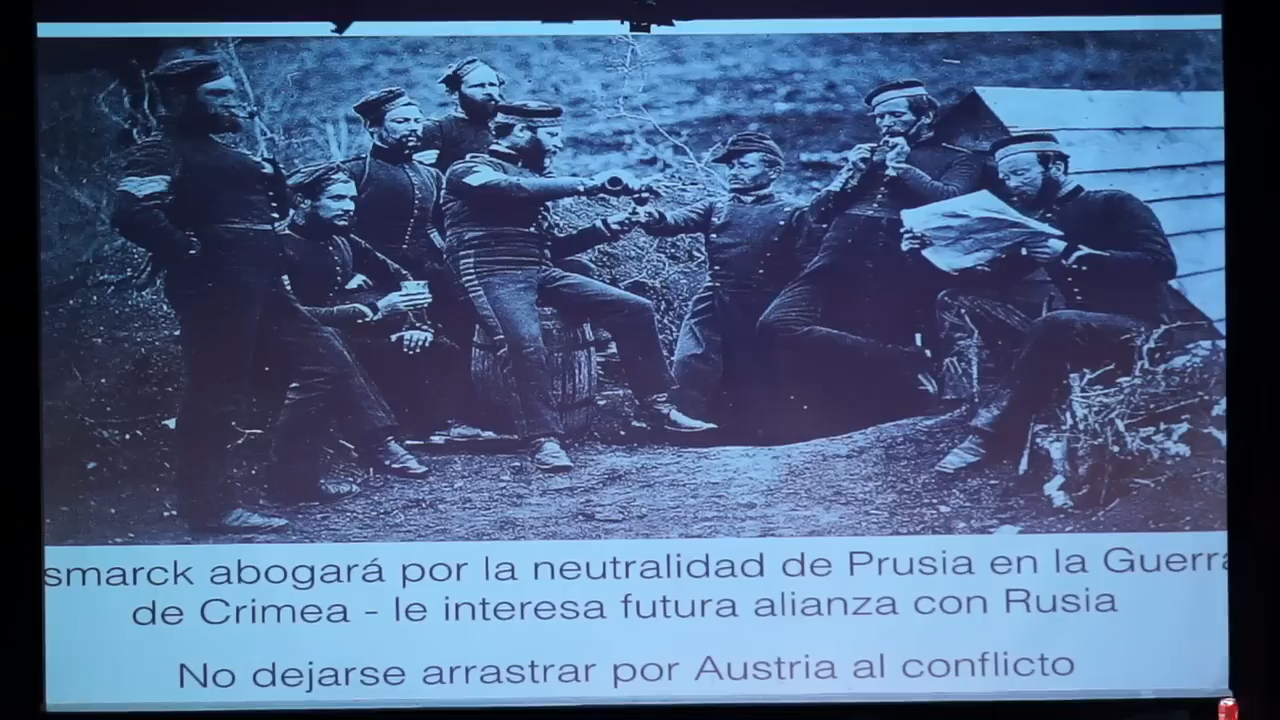 smarck abogará por la neutralidad de Prusia en la Guerra
de Crimea - le interesa futura alianza con Rusia
No dejarse arrastrar por Austria al conflicto